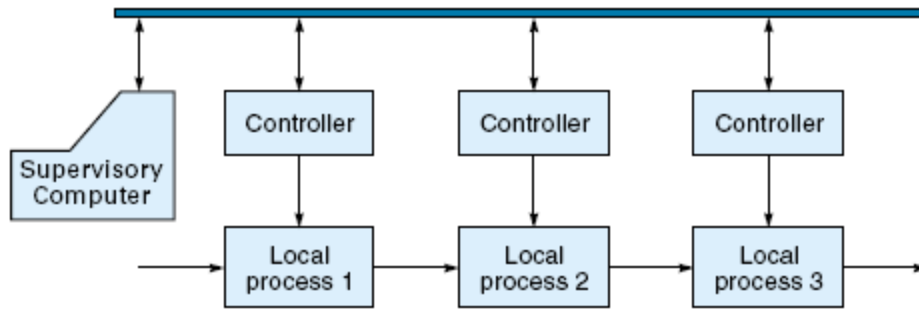 Supervisory
Computer
Controller
Controller
Controller
Local
process 1
Local
process 2
Local
process 3